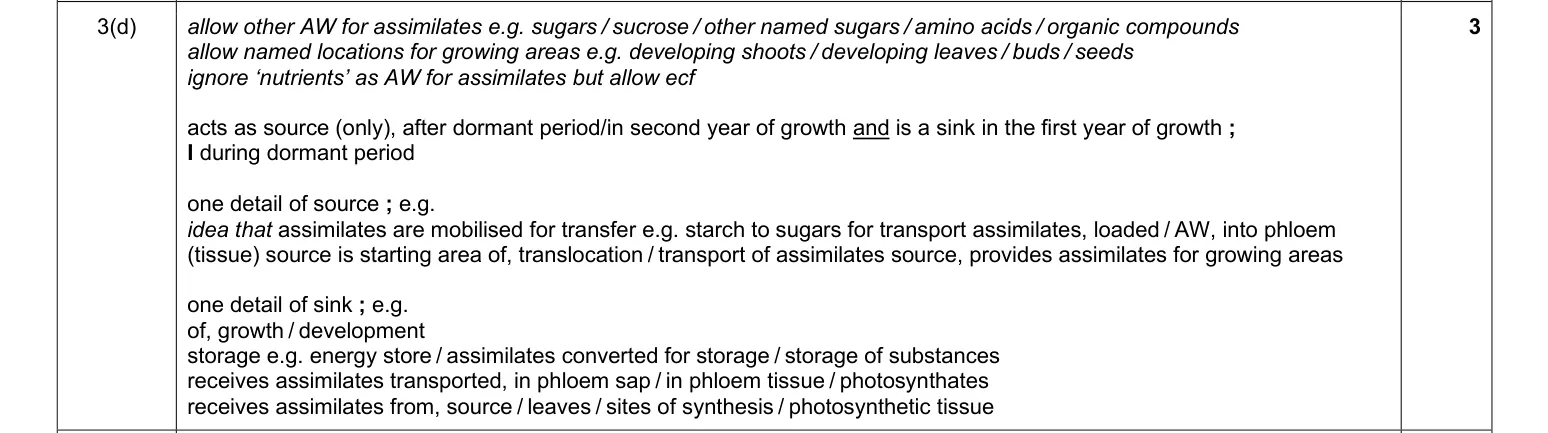 3(d) allow other AW for assimilates e.g. sugars / sucrose / other named sugars / amino acids / organic compounds 3
allow named locations for growing areas e.g. developing shoots / developing leaves / buds / seeds
ignore ‘nutrients’ as AW for assimilates but allow ecf
acts as source (only), after dormant period/in second year of growth and is a sink in the first year of growth ;
I during dormant period
one detail of source ; e.g.
idea that assimilates are mobilised for transfer e.g. starch to sugars for transport assimilates, loaded / AW, into phloem
(tissue) source is starting area of, translocation / transport of assimilates source, provides assimilates for growing areas
one detail of sink ; e.g.
of, growth / development
storage e.g. energy store / assimilates converted for storage / storage of substances
receives assimilates transported, in phloem sap / in phloem tissue / photosynthates
receives assimilates from, source / leaves / sites of synthesis / photosynthetic tissue